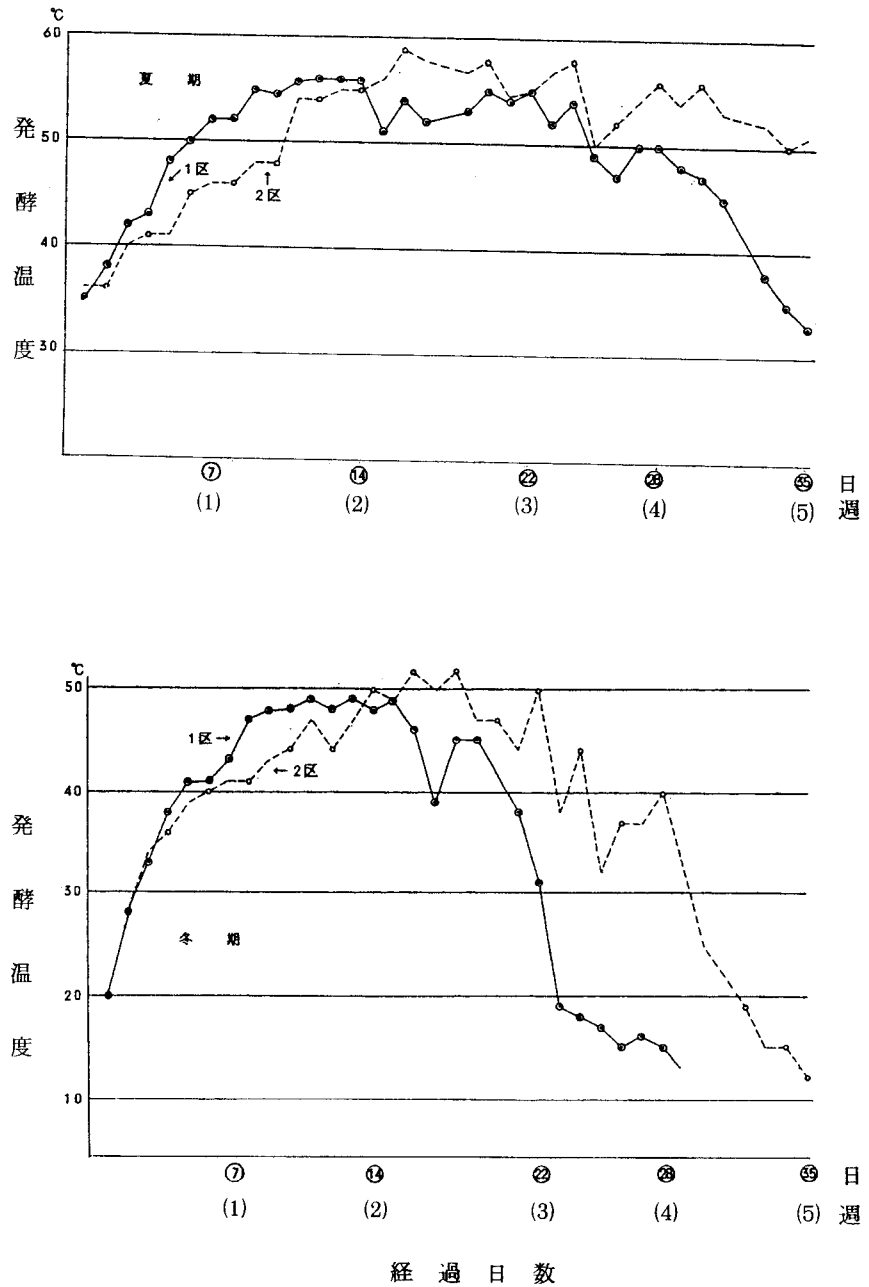 ℃
60
夏 期
50
1区
2区
40
30
発酵温度
⑦ ⑭ ㉒ ㉘ ㉟ 日
(1) (2) (3) (4) (5) 週
℃
50
1区
2区
40
30
冬 期
20
10
発酵温度
⑦ ⑭ ㉒ ㉘ ㉟ 日
(1) (2) (3) (4) (5) 週
経過日数